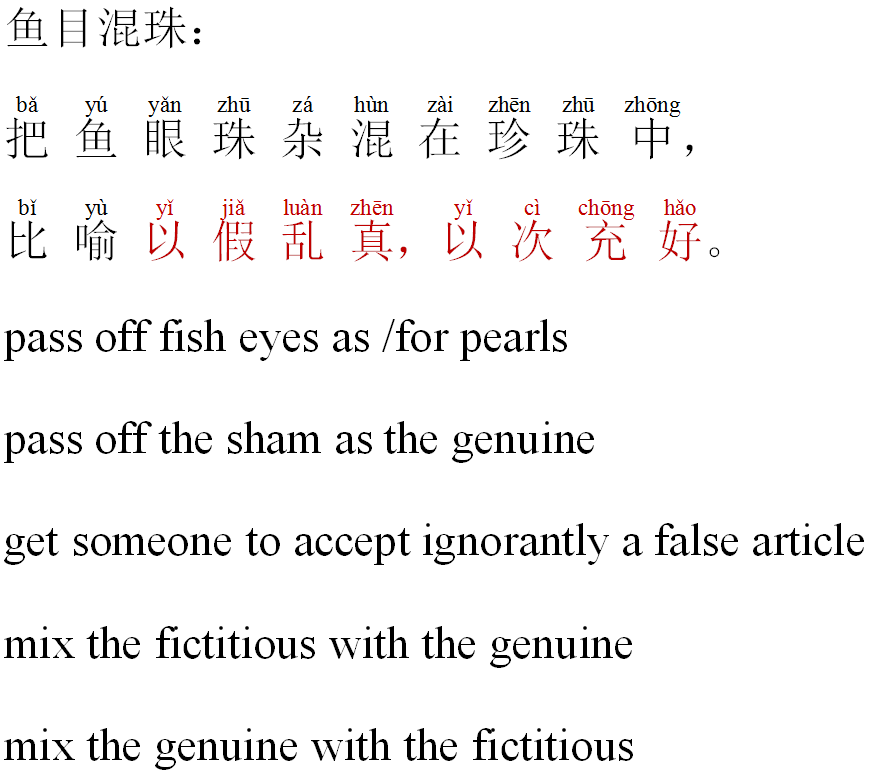 鱼目混珠：
bǎ yú yǎn zhū zá hùn zài zhēn zhū zhōng
把鱼眼珠杂混在珍珠中，
bǐ yù yǐ jiǎ luàn zhēn yǐ cì chōng hǎo
比喻以假乱真，以次充好。
pass off fish eyes as /for pearls
pass off the sham as the genuine
get someone to accept ignorantly a false article
mix the fictitious with the genuine
mix the genuine with the fictitious